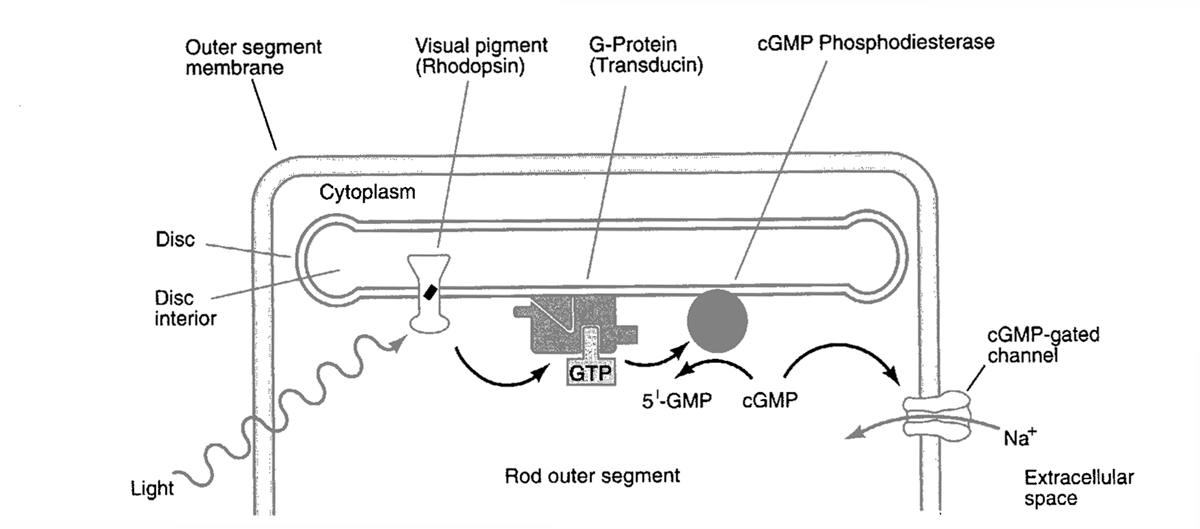 Outer segment
membrane
Visual pigment
(Rhodopsin)
G-Protein
(Transducin)
cGMP Phosphodiesterase
Cytoplasm
Disc
Disc
interior
cGMP-gated
channel
GTP
5'-GMP
cGMP
Na+
Light
Rod outer segment
Extracellular
space